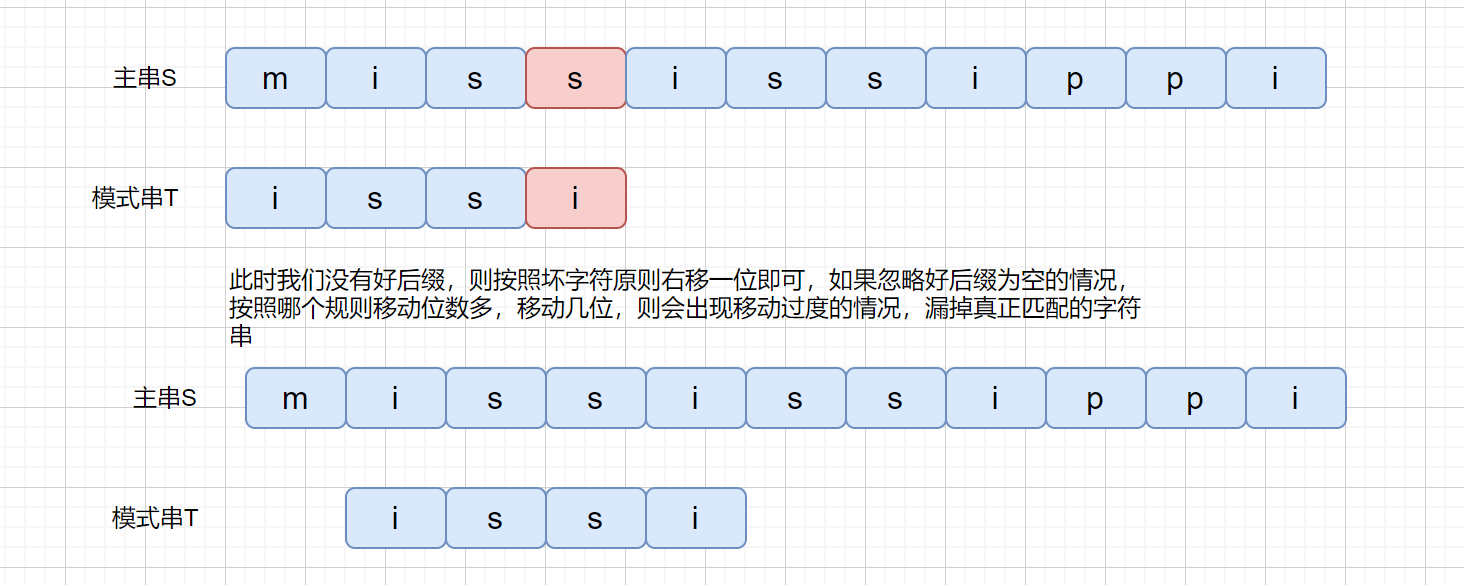 主串S m i s s i s s i p p i
模式串T i s s i
此时我们没有好后缀，则按照坏字符原则右移一位即可，如果忽略好后缀为空的情况，
按照哪个规则移动位数多，移动几位，则会出现移动过度的情况，漏掉真正匹配的字符
串
主串S m i s s i s s i p p i
模式串T i s s i